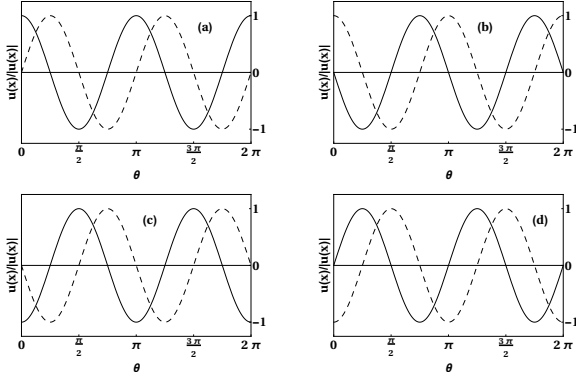 (a)
u(x)/|u(x)|
1
0
−1
0 π/2 π 3π/2 2π
θ
(b)
u(x)/|u(x)|
1
0
−1
0 π/2 π 3π/2 2π
θ
(c)
u(x)/|u(x)|
1
0
−1
0 π/2 π 3π/2 2π
θ
(d)
u(x)/|u(x)|
1
0
−1
0 π/2 π 3π/2 2π
θ